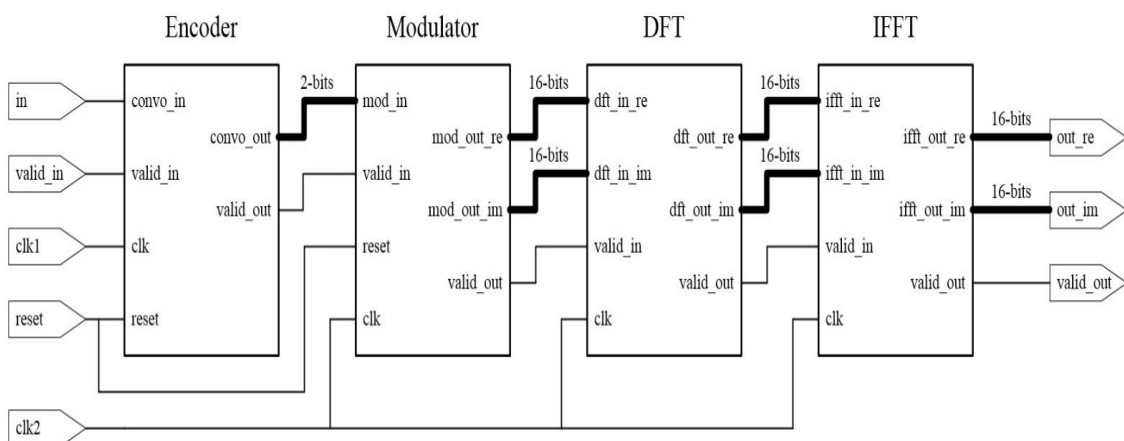 Encoder
Modulator
DFT
IFFT
in
valid_in
clk1
reset
clk2
convo_in
convo_out
valid_in
valid_out
clk
reset
2-bits
mod_in
mod_out_re
valid_in
mod_out_im
reset
valid_out
clk
16-bits
16-bits
dft_in_re
dft_out_re
dft_in_im
dft_out_im
valid_in
valid_out
clk
16-bits
16-bits
ifft_in_re
ifft_out_re
ifft_in_im
ifft_out_im
valid_in
valid_out
clk
16-bits
16-bits
out_re
out_im
valid_out